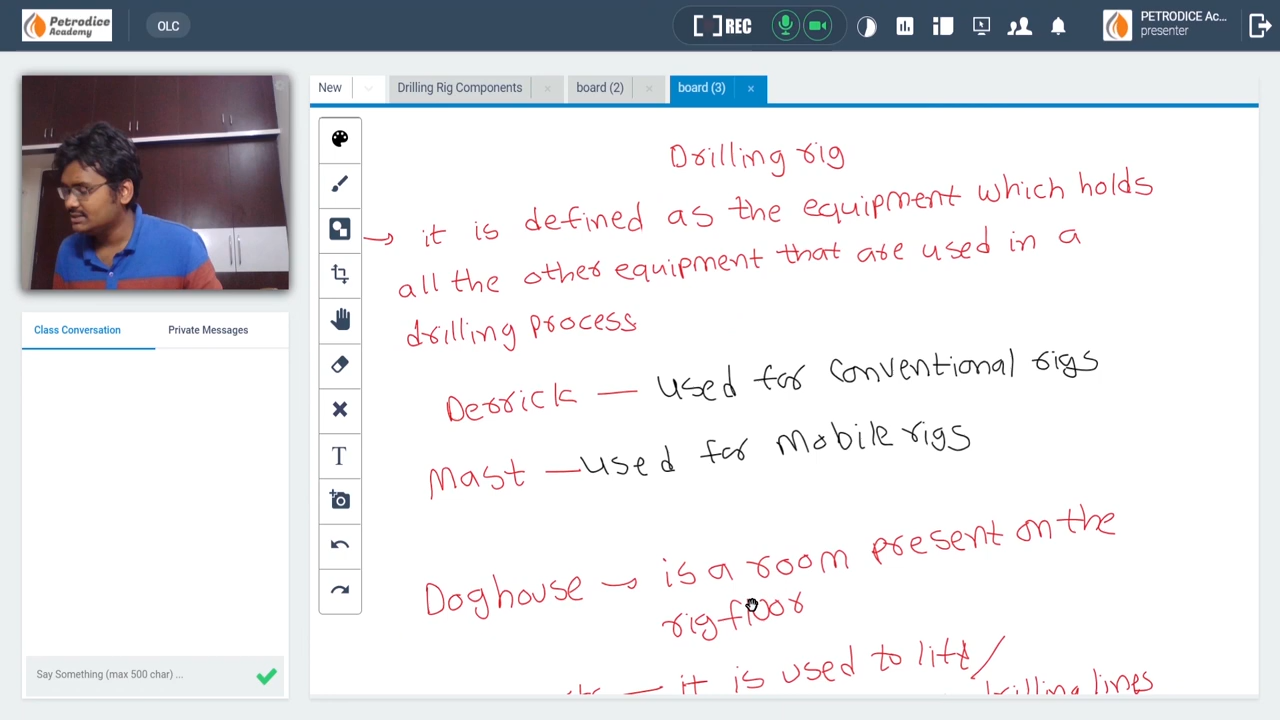 Petrodice
Academy
OLC
[ ] REC
PETRODICE Ac...
presenter
New
Drilling Rig Components
board (2)
board (3)
Drilling rig
→ it is defined as the equipment which holds
all the other equipment that are used in a
drilling process
Derrick — used for conventional rigs
Mast — used for Mobile rigs
Doghouse → is a room present on the
rig floor
— it is used to lift /
drilling lines
Class Conversation
Private Messages
Say Something (max 500 char) ...
T